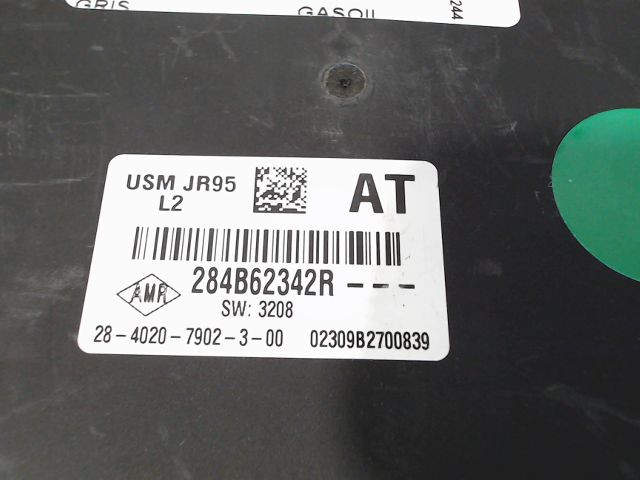 GRIS GASOIL 244
USM JR95 AT
L2
284B62342R ---
AMR
SW: 3208
28-4020-7902-3-00 02309B2700839